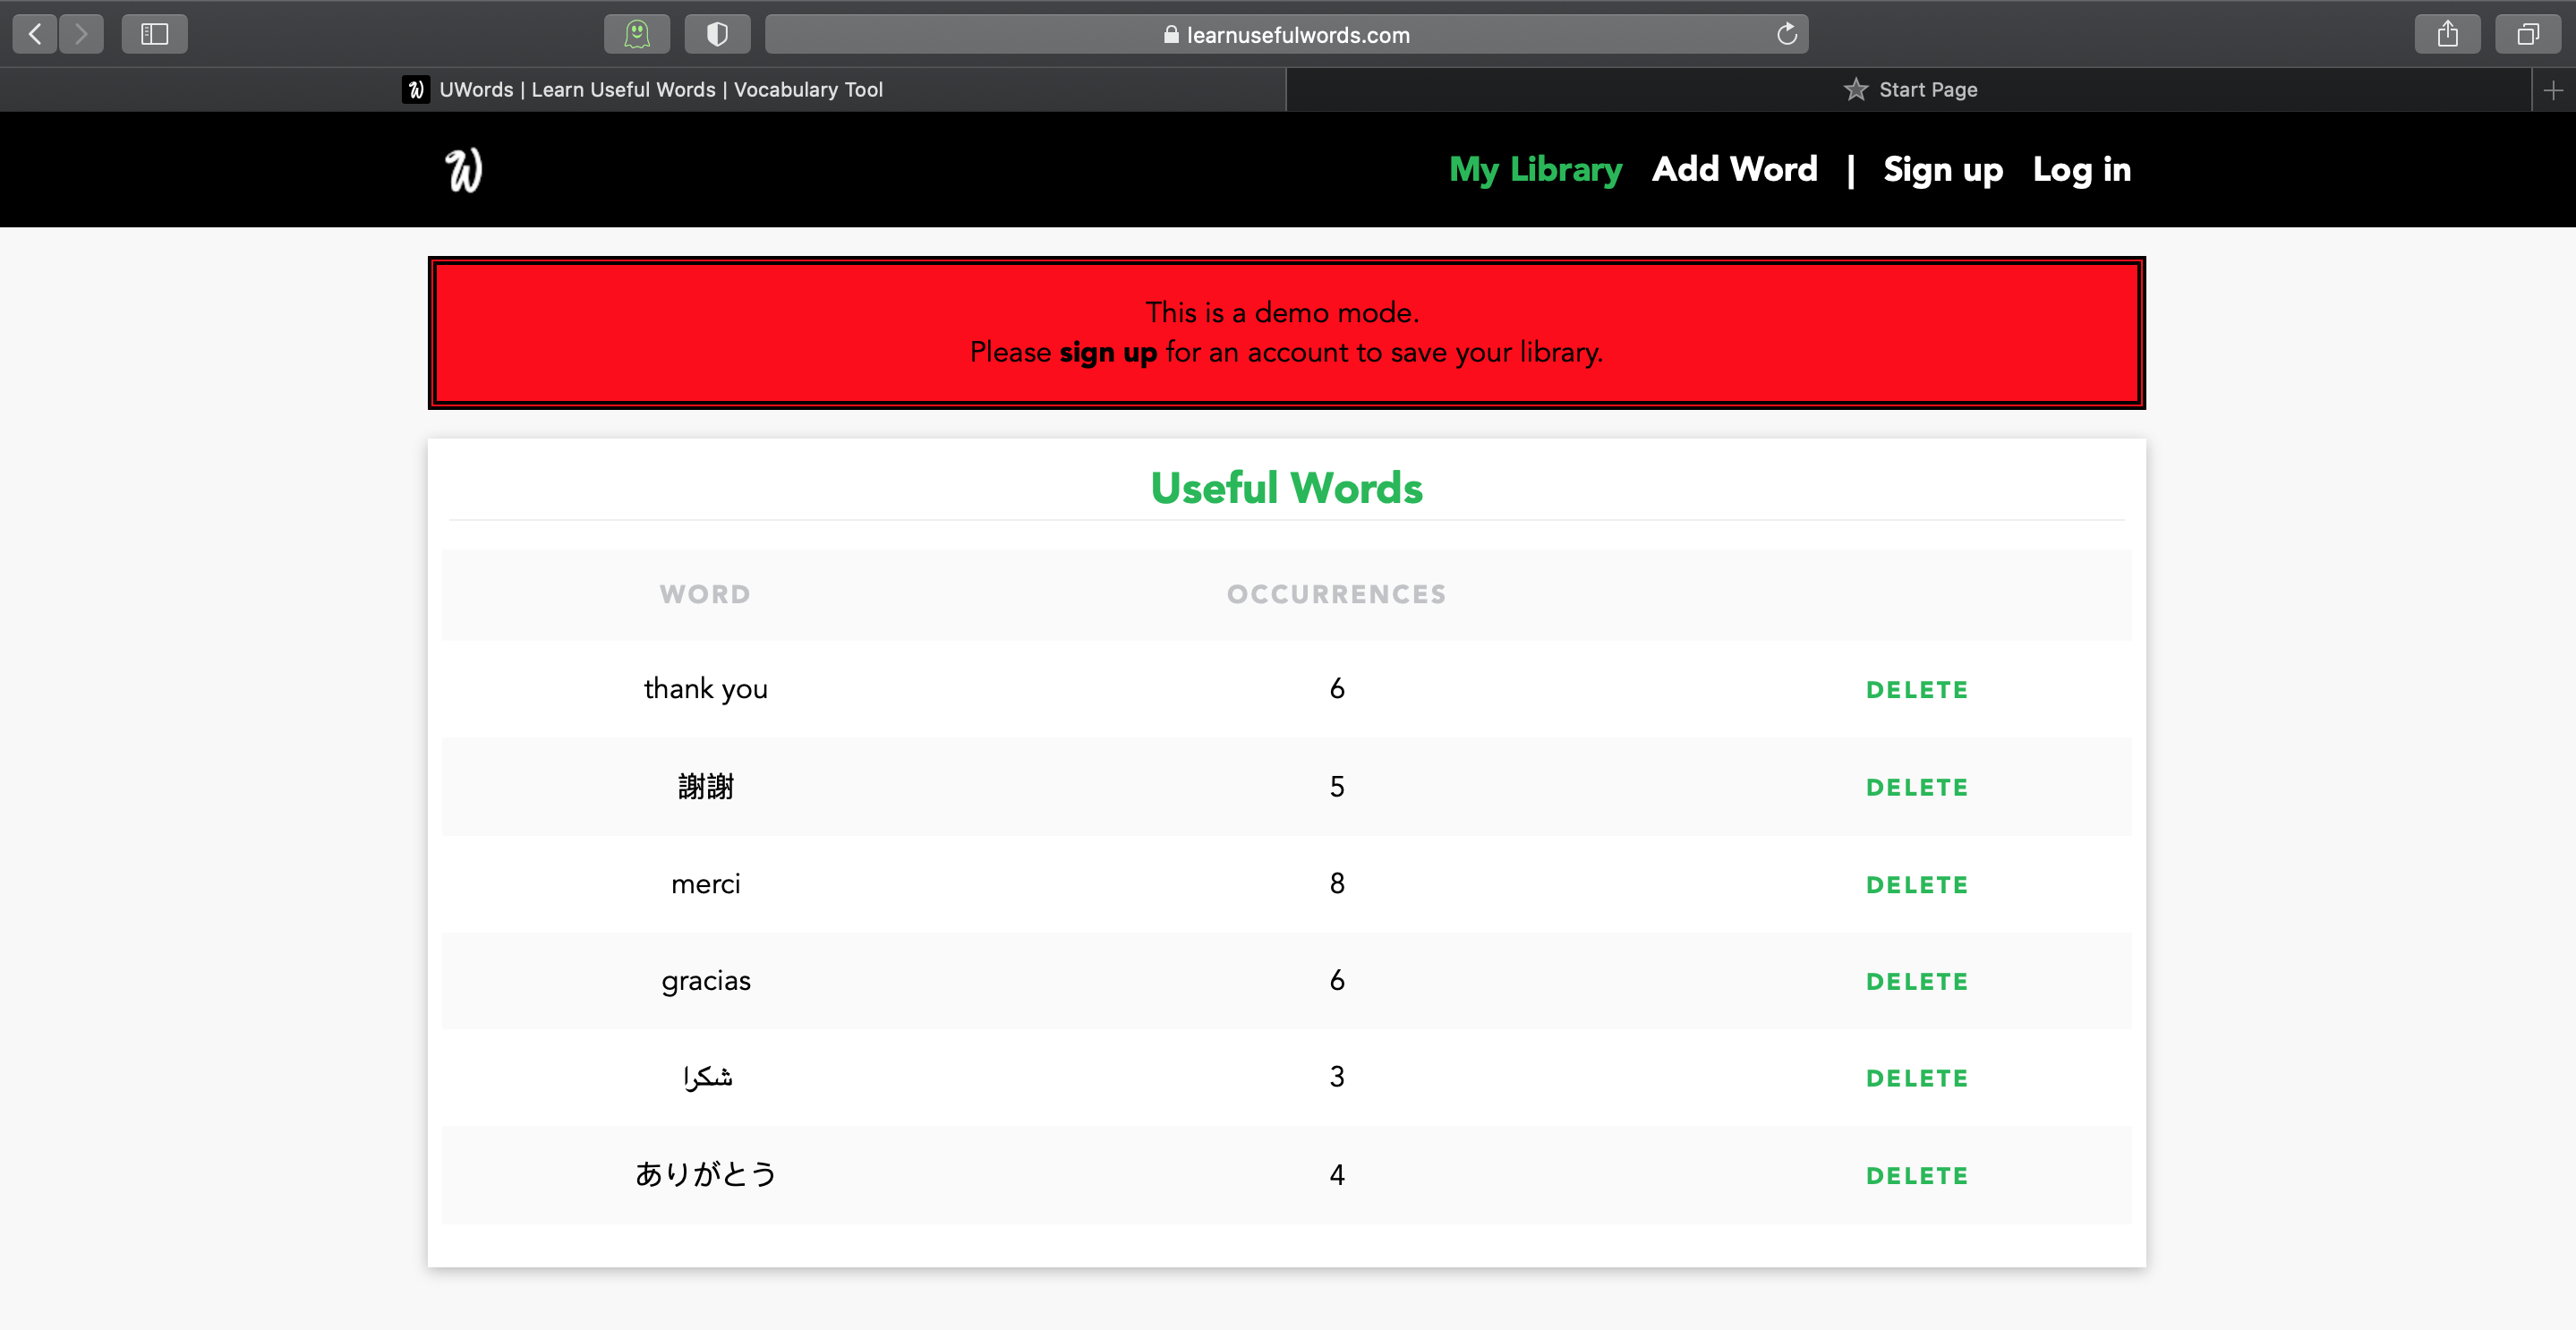 learnusefulwords.com
UWords | Learn Useful Words | Vocabulary Tool
Start Page
W
My Library Add Word | Sign up Log in
This is a demo mode.
Please sign up for an account to save your library.
Useful Words
WORD OCCURRENCES
thank you 6 DELETE
謝謝 5 DELETE
merci 8 DELETE
gracias 6 DELETE
شكرا 3 DELETE
ありがとう 4 DELETE